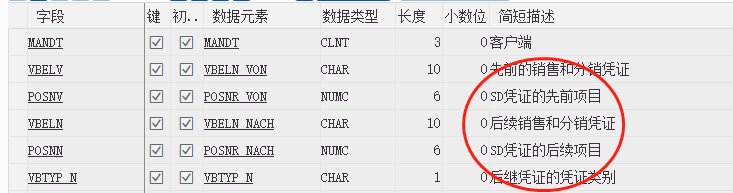 字段 键 初.. 数据元素 数据类型 长度 小数位 简短描述
MANDT MANDT CLNT 3 0 客户端
VBELV VBELN_VON CHAR 10 0 先前的销售和分销凭证
POSNV POSNR_VON NUMC 6 0 SD凭证的先前项目
VBELN VBELN_NACH CHAR 10 0 后续销售和分销凭证
POSNN POSNR_NACH NUMC 6 0 SD凭证的后续项目
VBTYP_N VBTYP_N CHAR 1 0 后继凭证的凭证类别